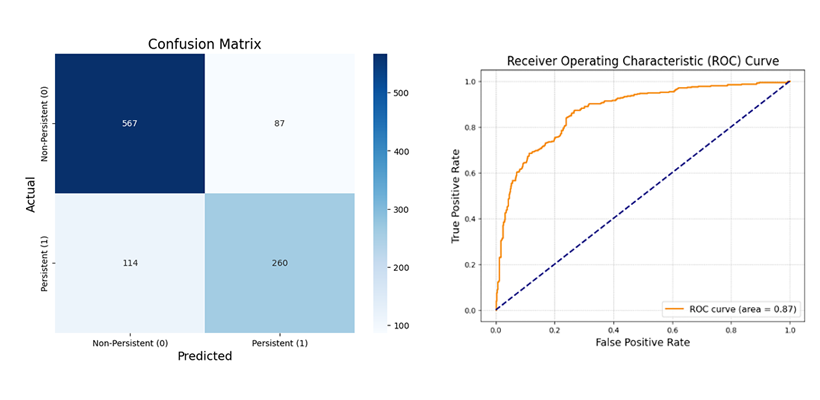 Confusion Matrix
Actual
Non-Persistent (0)
Persistent (1)
567
87
114
260
Non-Persistent (0)
Persistent (1)
Predicted
500
400
300
200
100
Receiver Operating Characteristic (ROC) Curve
True Positive Rate
1.0
0.8
0.6
0.4
0.2
0.0
ROC curve (area = 0.87)
0.0
0.2
0.4
0.6
0.8
1.0
False Positive Rate